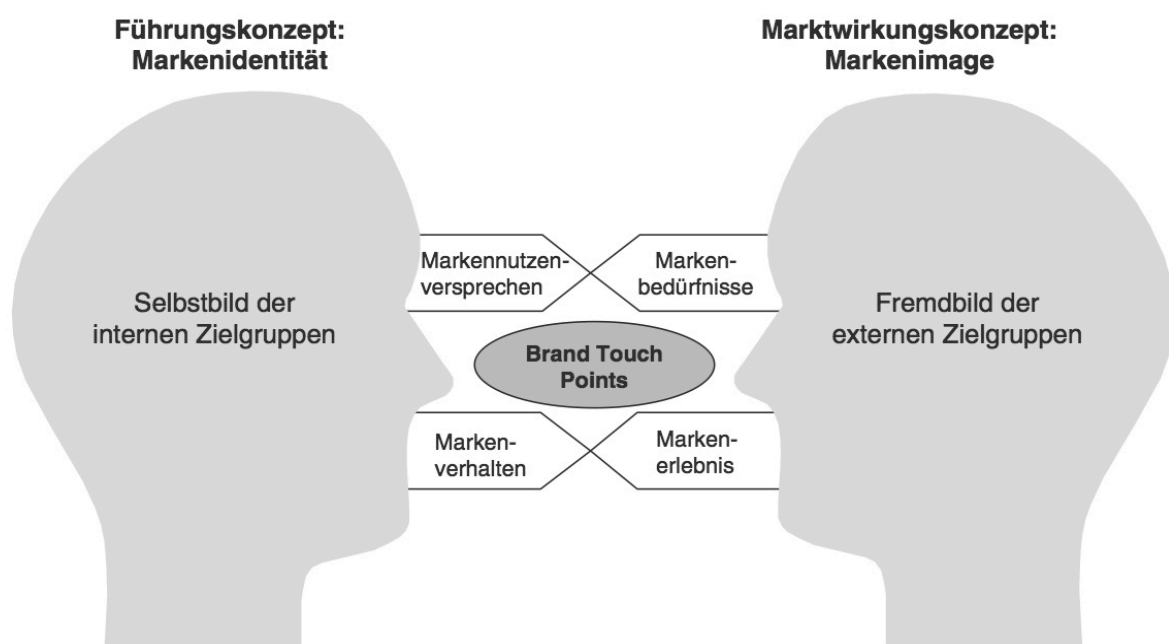 Führungskonzept:
Markenidentität
Marktwirkungskonzept:
Markenimage
Selbstbild der
internen Zielgruppen
Markennutzen-
versprechen
Marken-
bedürfnisse
Brand Touch
Points
Marken-
verhalten
Marken-
erlebnis
Fremdbild der
externen Zielgruppen